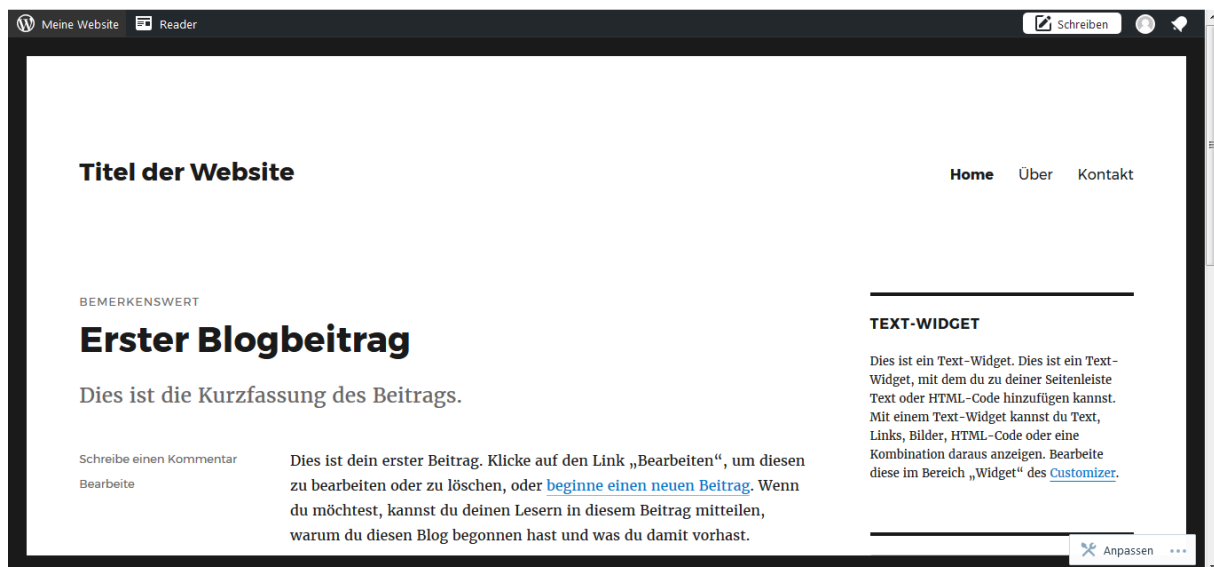 Meine Website
Reader
Schreiben
Titel der Website
Home
Über
Kontakt
BEMERKENSWERT
Erster Blogbeitrag
Dies ist die Kurzfassung des Beitrags.
Schreibe einen Kommentar
Bearbeite
Dies ist dein erster Beitrag. Klicke auf den Link „Bearbeiten“, um diesen
zu bearbeiten oder zu löschen, oder beginne einen neuen Beitrag. Wenn
du möchtest, kannst du deinen Lesern in diesem Beitrag mitteilen,
warum du diesen Blog begonnen hast und was du damit vorhast.
TEXT-WIDGET
Dies ist ein Text-Widget. Dies ist ein Text-
Widget, mit dem du zu deiner Seitenleiste
Text oder HTML-Code hinzufügen kannst.
Mit einem Text-Widget kannst du Text,
Links, Bilder, HTML-Code oder eine
Kombination daraus anzeigen. Bearbeite
diese im Bereich „Widget“ des Customizer.
Anpassen